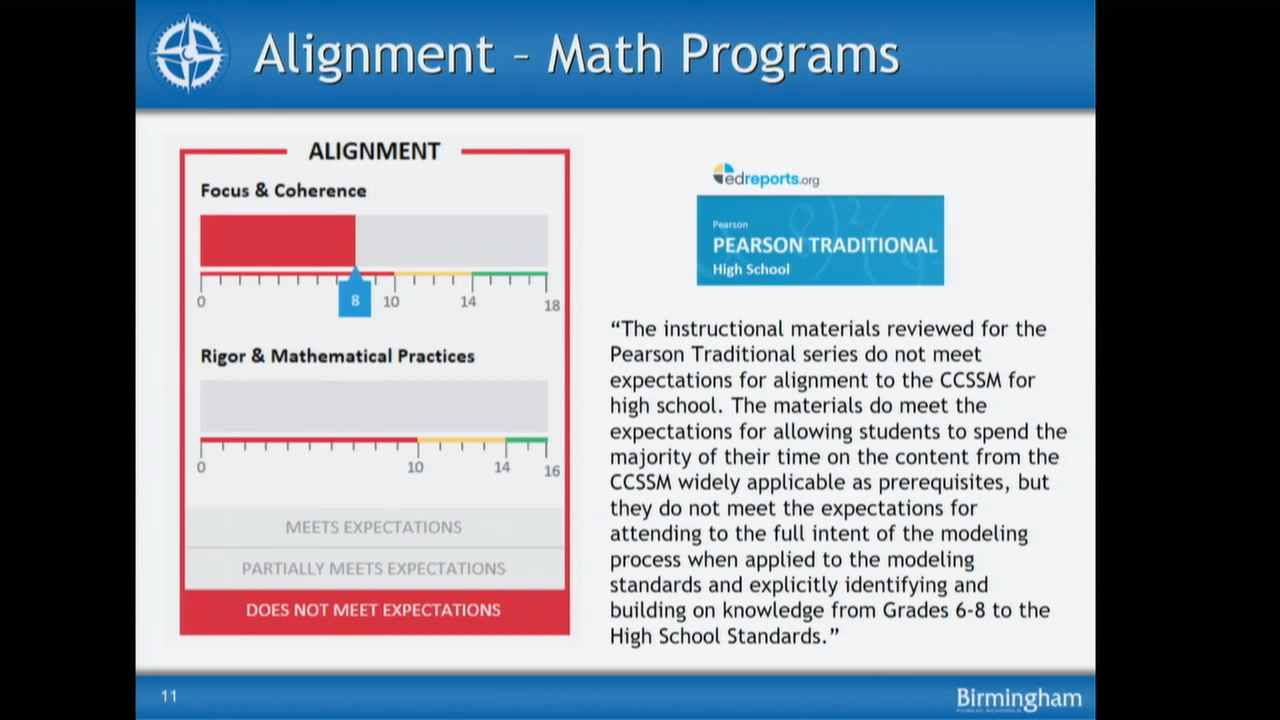 Alignment – Math Programs
ALIGNMENT
Focus & Coherence
0 8 10 14 18
Rigor & Mathematical Practices
0 10 14 16
MEETS EXPECTATIONS
PARTIALLY MEETS EXPECTATIONS
DOES NOT MEET EXPECTATIONS
edreports.org
Pearson
PEARSON TRADITIONAL
High School
“The instructional materials reviewed for the
Pearson Traditional series do not meet
expectations for alignment to the CCSSM for
high school. The materials do meet the
expectations for allowing students to spend the
majority of their time on the content from the
CCSSM widely applicable as prerequisites, but
they do not meet the expectations for
attending to the full intent of the modeling
process when applied to the modeling
standards and explicitly identifying and
building on knowledge from Grades 6-8 to the
High School Standards.”
11
Birmingham
PUBLIC SCHOOLS